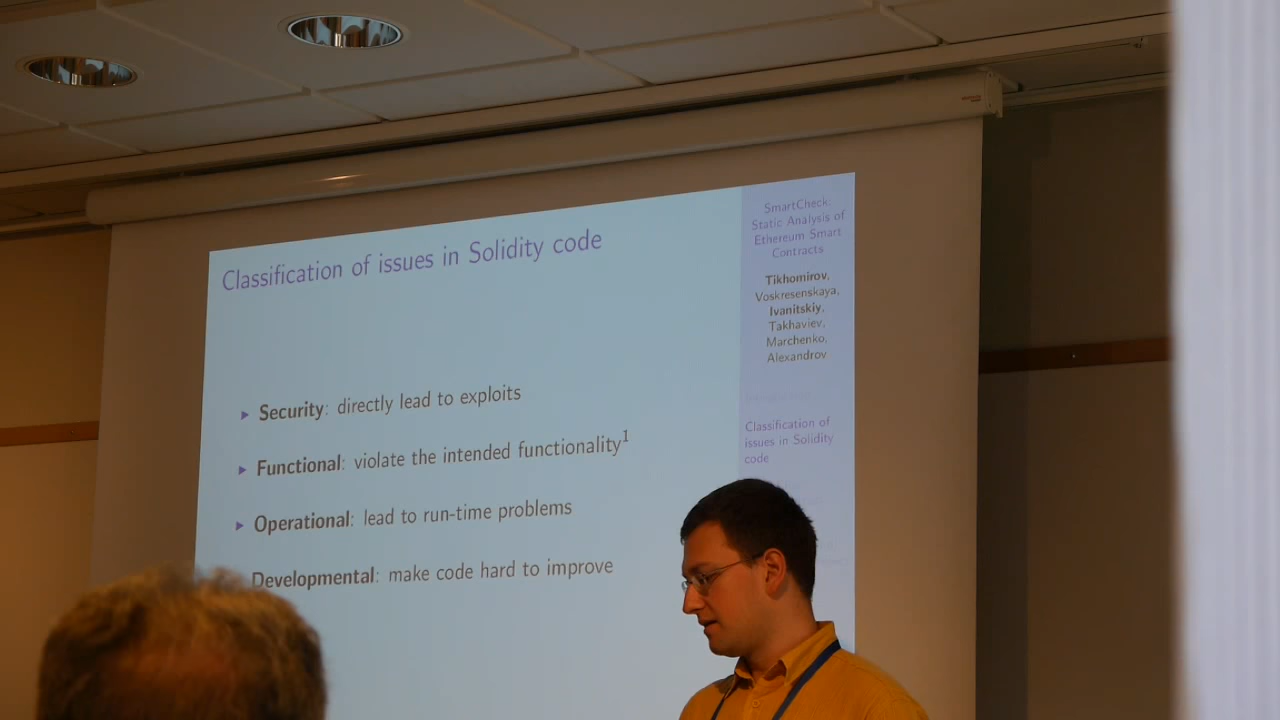 Classification of issues in Solidity code
Security: directly lead to exploits
Functional: violate the intended functionality1
Operational: lead to run-time problems
Developmental: make code hard to improve
SmartCheck:
Static Analysis of
Ethereum Smart
Contracts
Tikhomirov,
Voskresenskaya,
Ivanitskiy,
Takhaviev,
Marchenko,
Alexandrov
Classification of
issues in Solidity
code